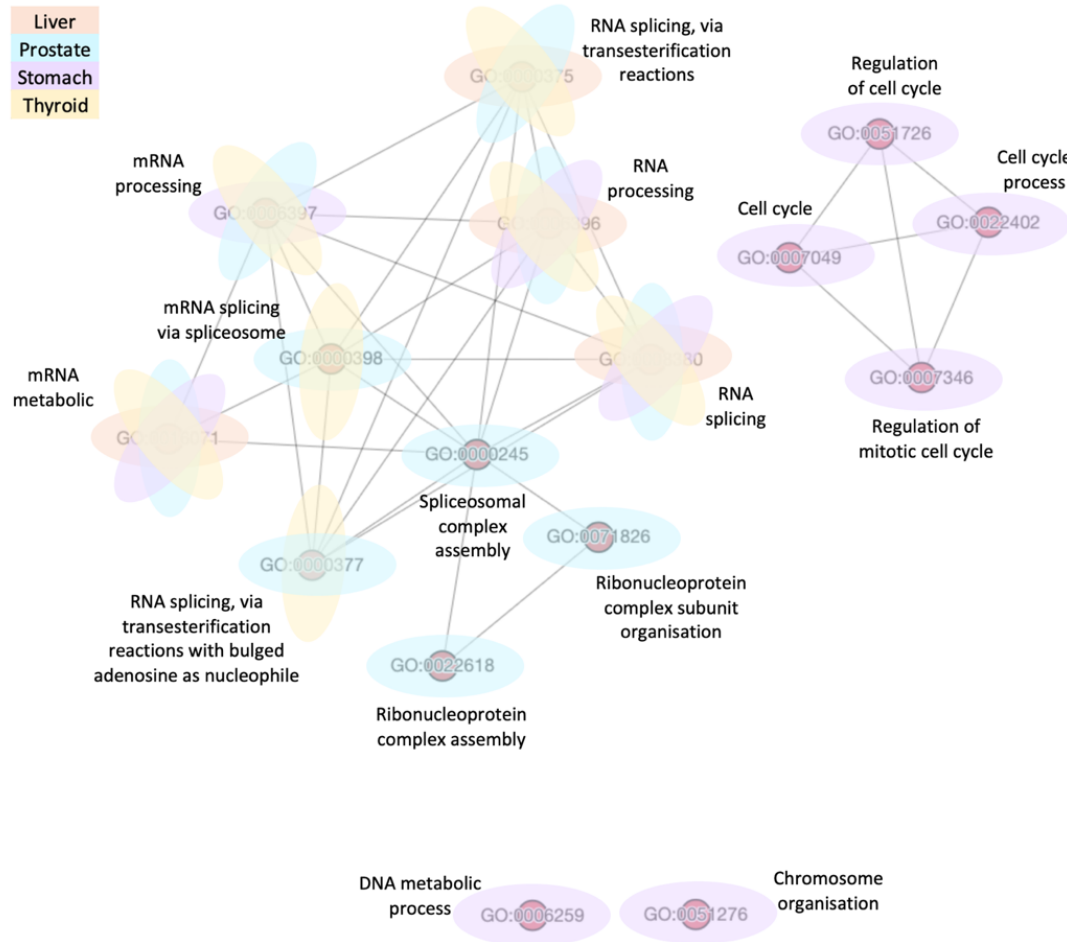 Liver
Prostate
Stomach
Thyroid
RNA splicing, via
transesterification
reactions
GO:0000375
Regulation
of cell cycle
GO:0051726
mRNA
processing
GO:0006397
RNA
processing
Cell cycle
process
GO:0022402
Cell cycle
GO:0007049
mRNA splicing
via spliceosome
GO:0000398
GO:0007346
Regulation of
mitotic cell cycle
mRNA
metabolic
RNA
splicing
GO:0000245
Spliceosomal
complex
assembly
GO:0071826
Ribonucleoprotein
complex subunit
organisation
GO:0000377
RNA splicing, via
transesterification
reactions with bulged
adenosine as nucleophile
GO:0022618
Ribonucleoprotein
complex assembly
DNA metabolic
process
GO:0006259
GO:0051276
Chromosome
organisation